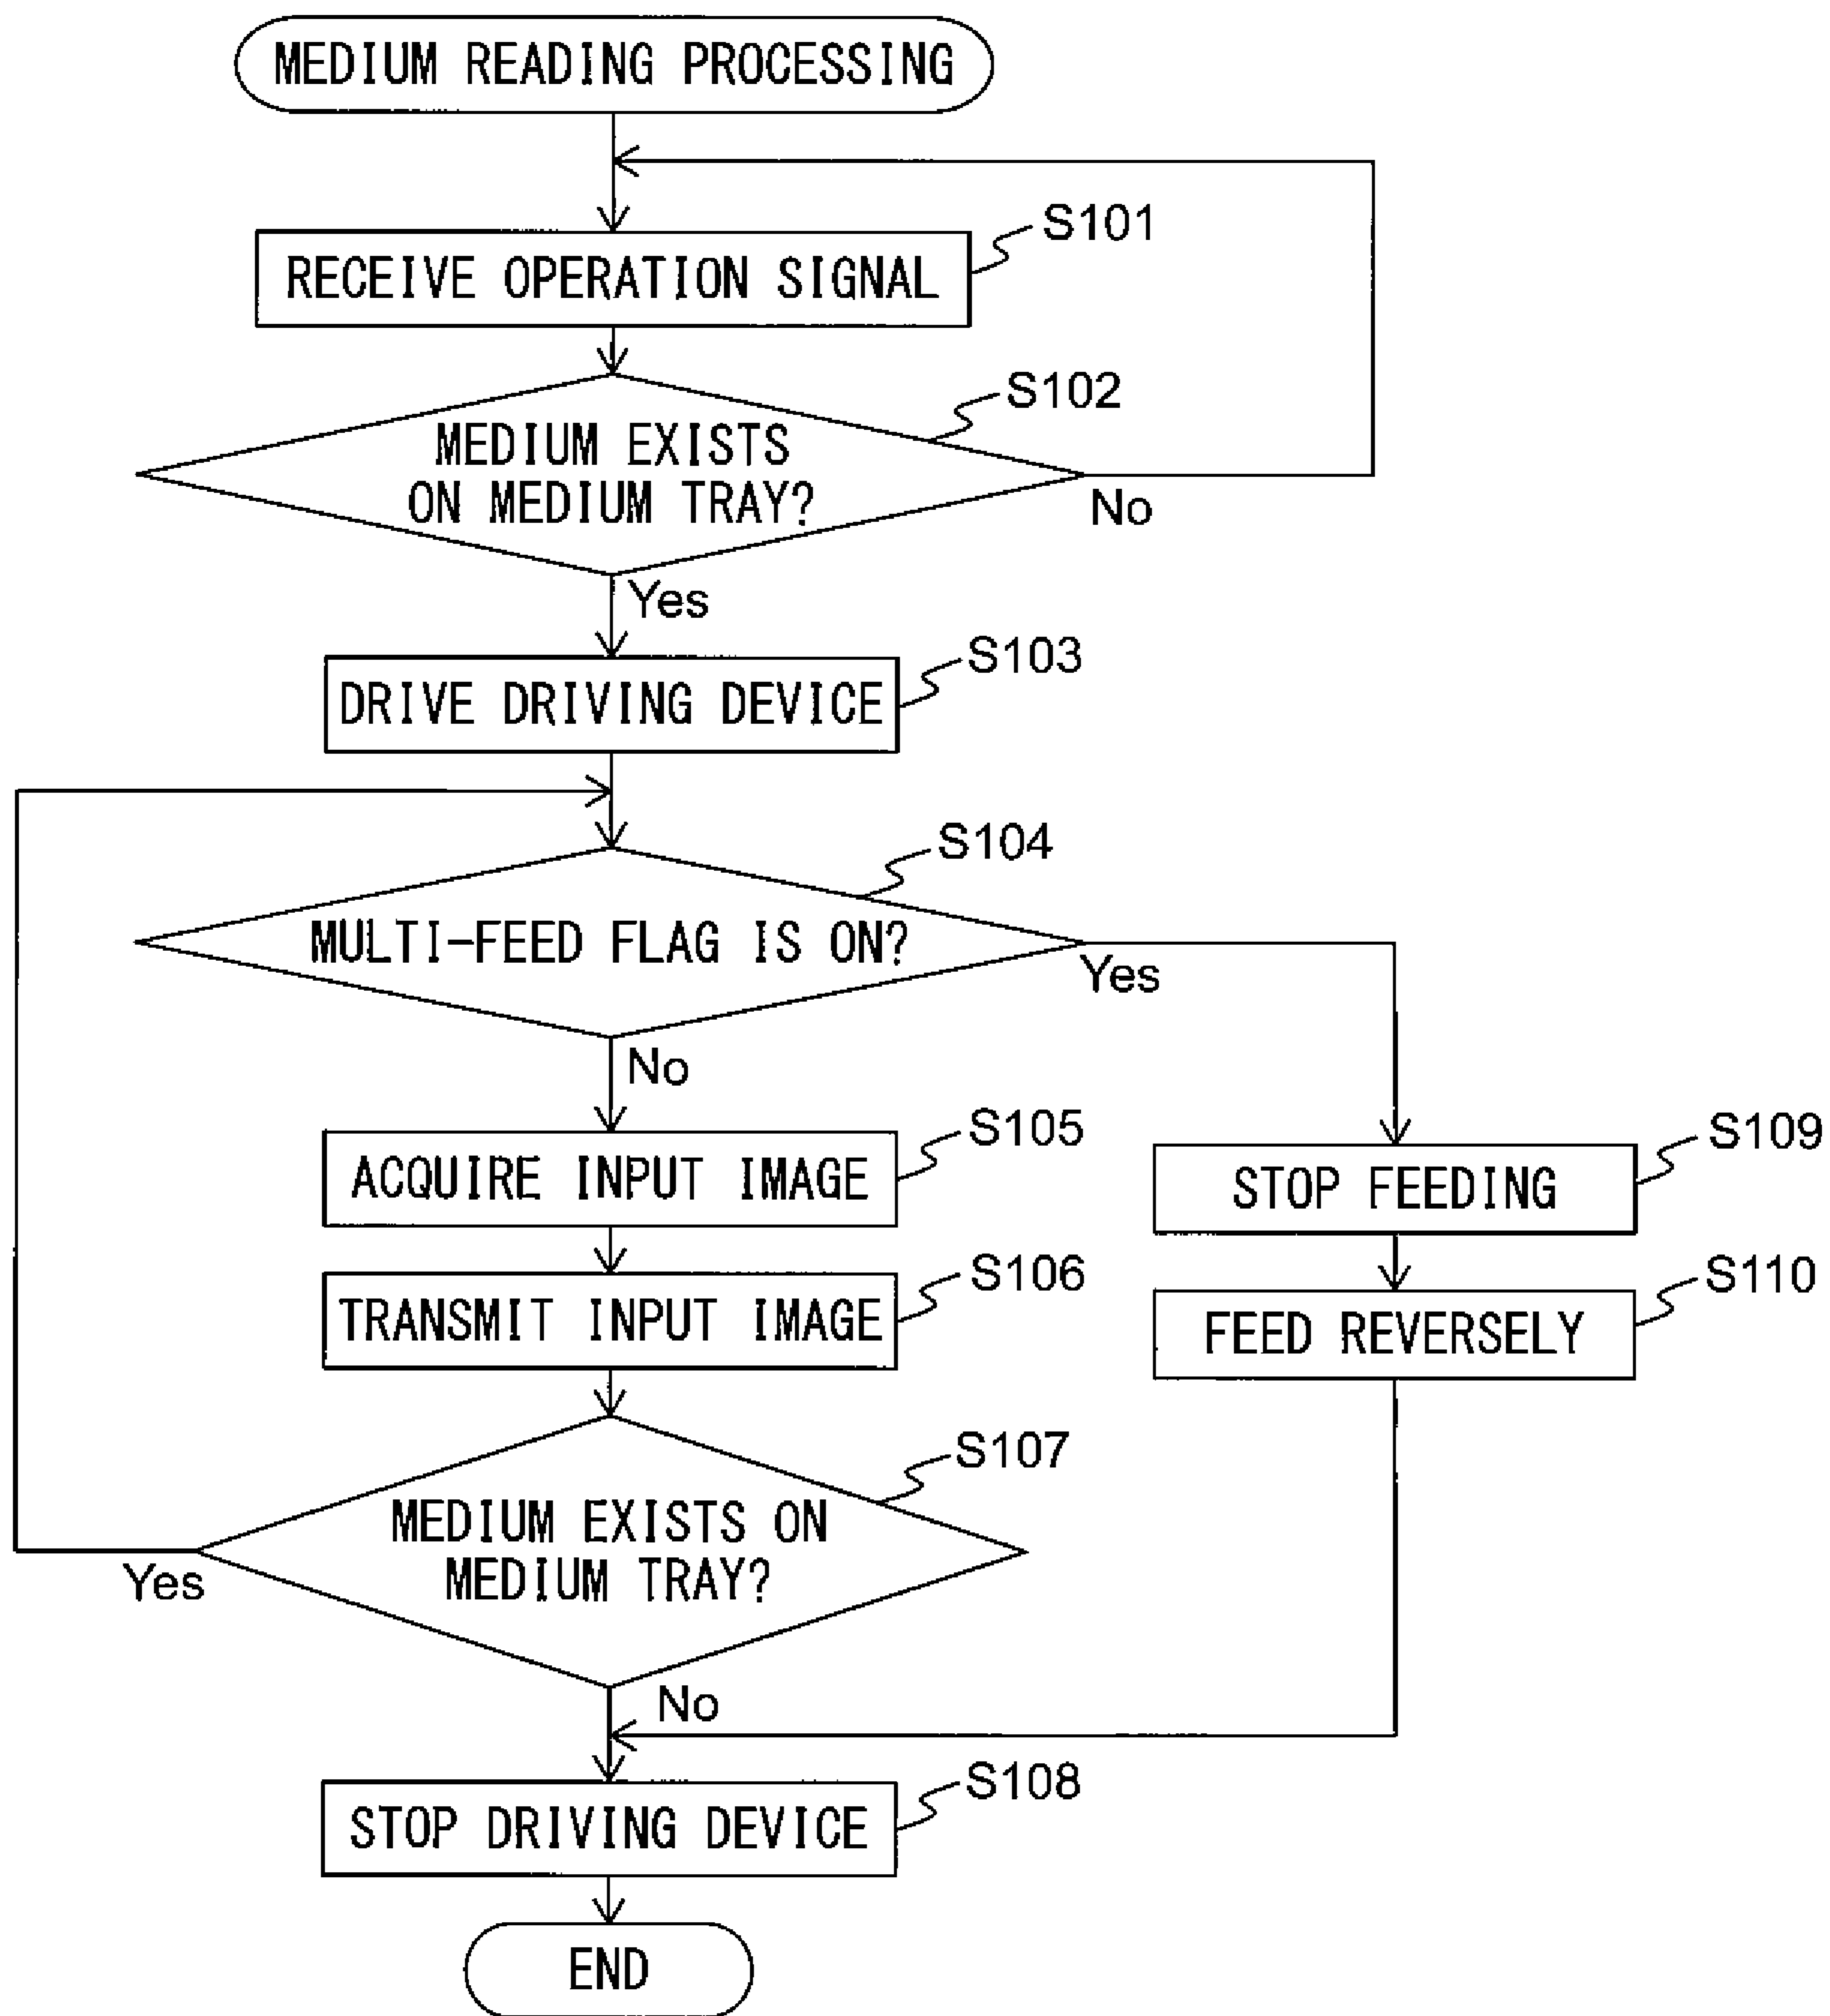 MEDIUM READING PROCESSING
S101
RECEIVE OPERATION SIGNAL
S102
MEDIUM EXISTS
ON MEDIUM TRAY?
No
Yes
S103
DRIVE DRIVING DEVICE
S104
MULTI-FEED FLAG IS ON?
Yes
No
S105
ACQUIRE INPUT IMAGE
S109
STOP FEEDING
S106
TRANSMIT INPUT IMAGE
S110
FEED REVERSELY
S107
MEDIUM EXISTS ON
MEDIUM TRAY?
Yes
No
S108
STOP DRIVING DEVICE
END